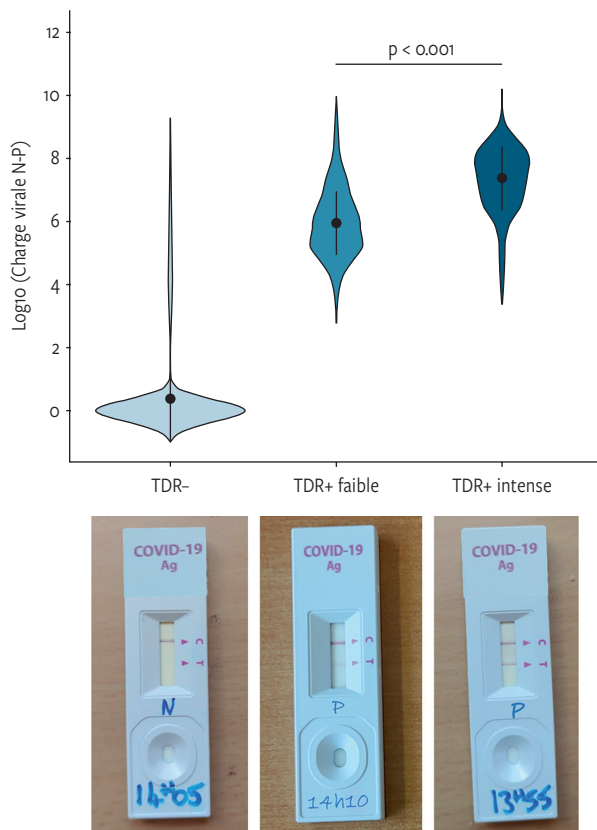 12
10
8
6
4
2
0
Log10 (Charge virale N-P)
p < 0.001
TDR–
TDR+ faible
TDR+ intense
COVID-19
Ag
C
T
N
14H05
COVID-19
Ag
C
T
P
14h10
COVID-19
Ag
C
T
P
13H55